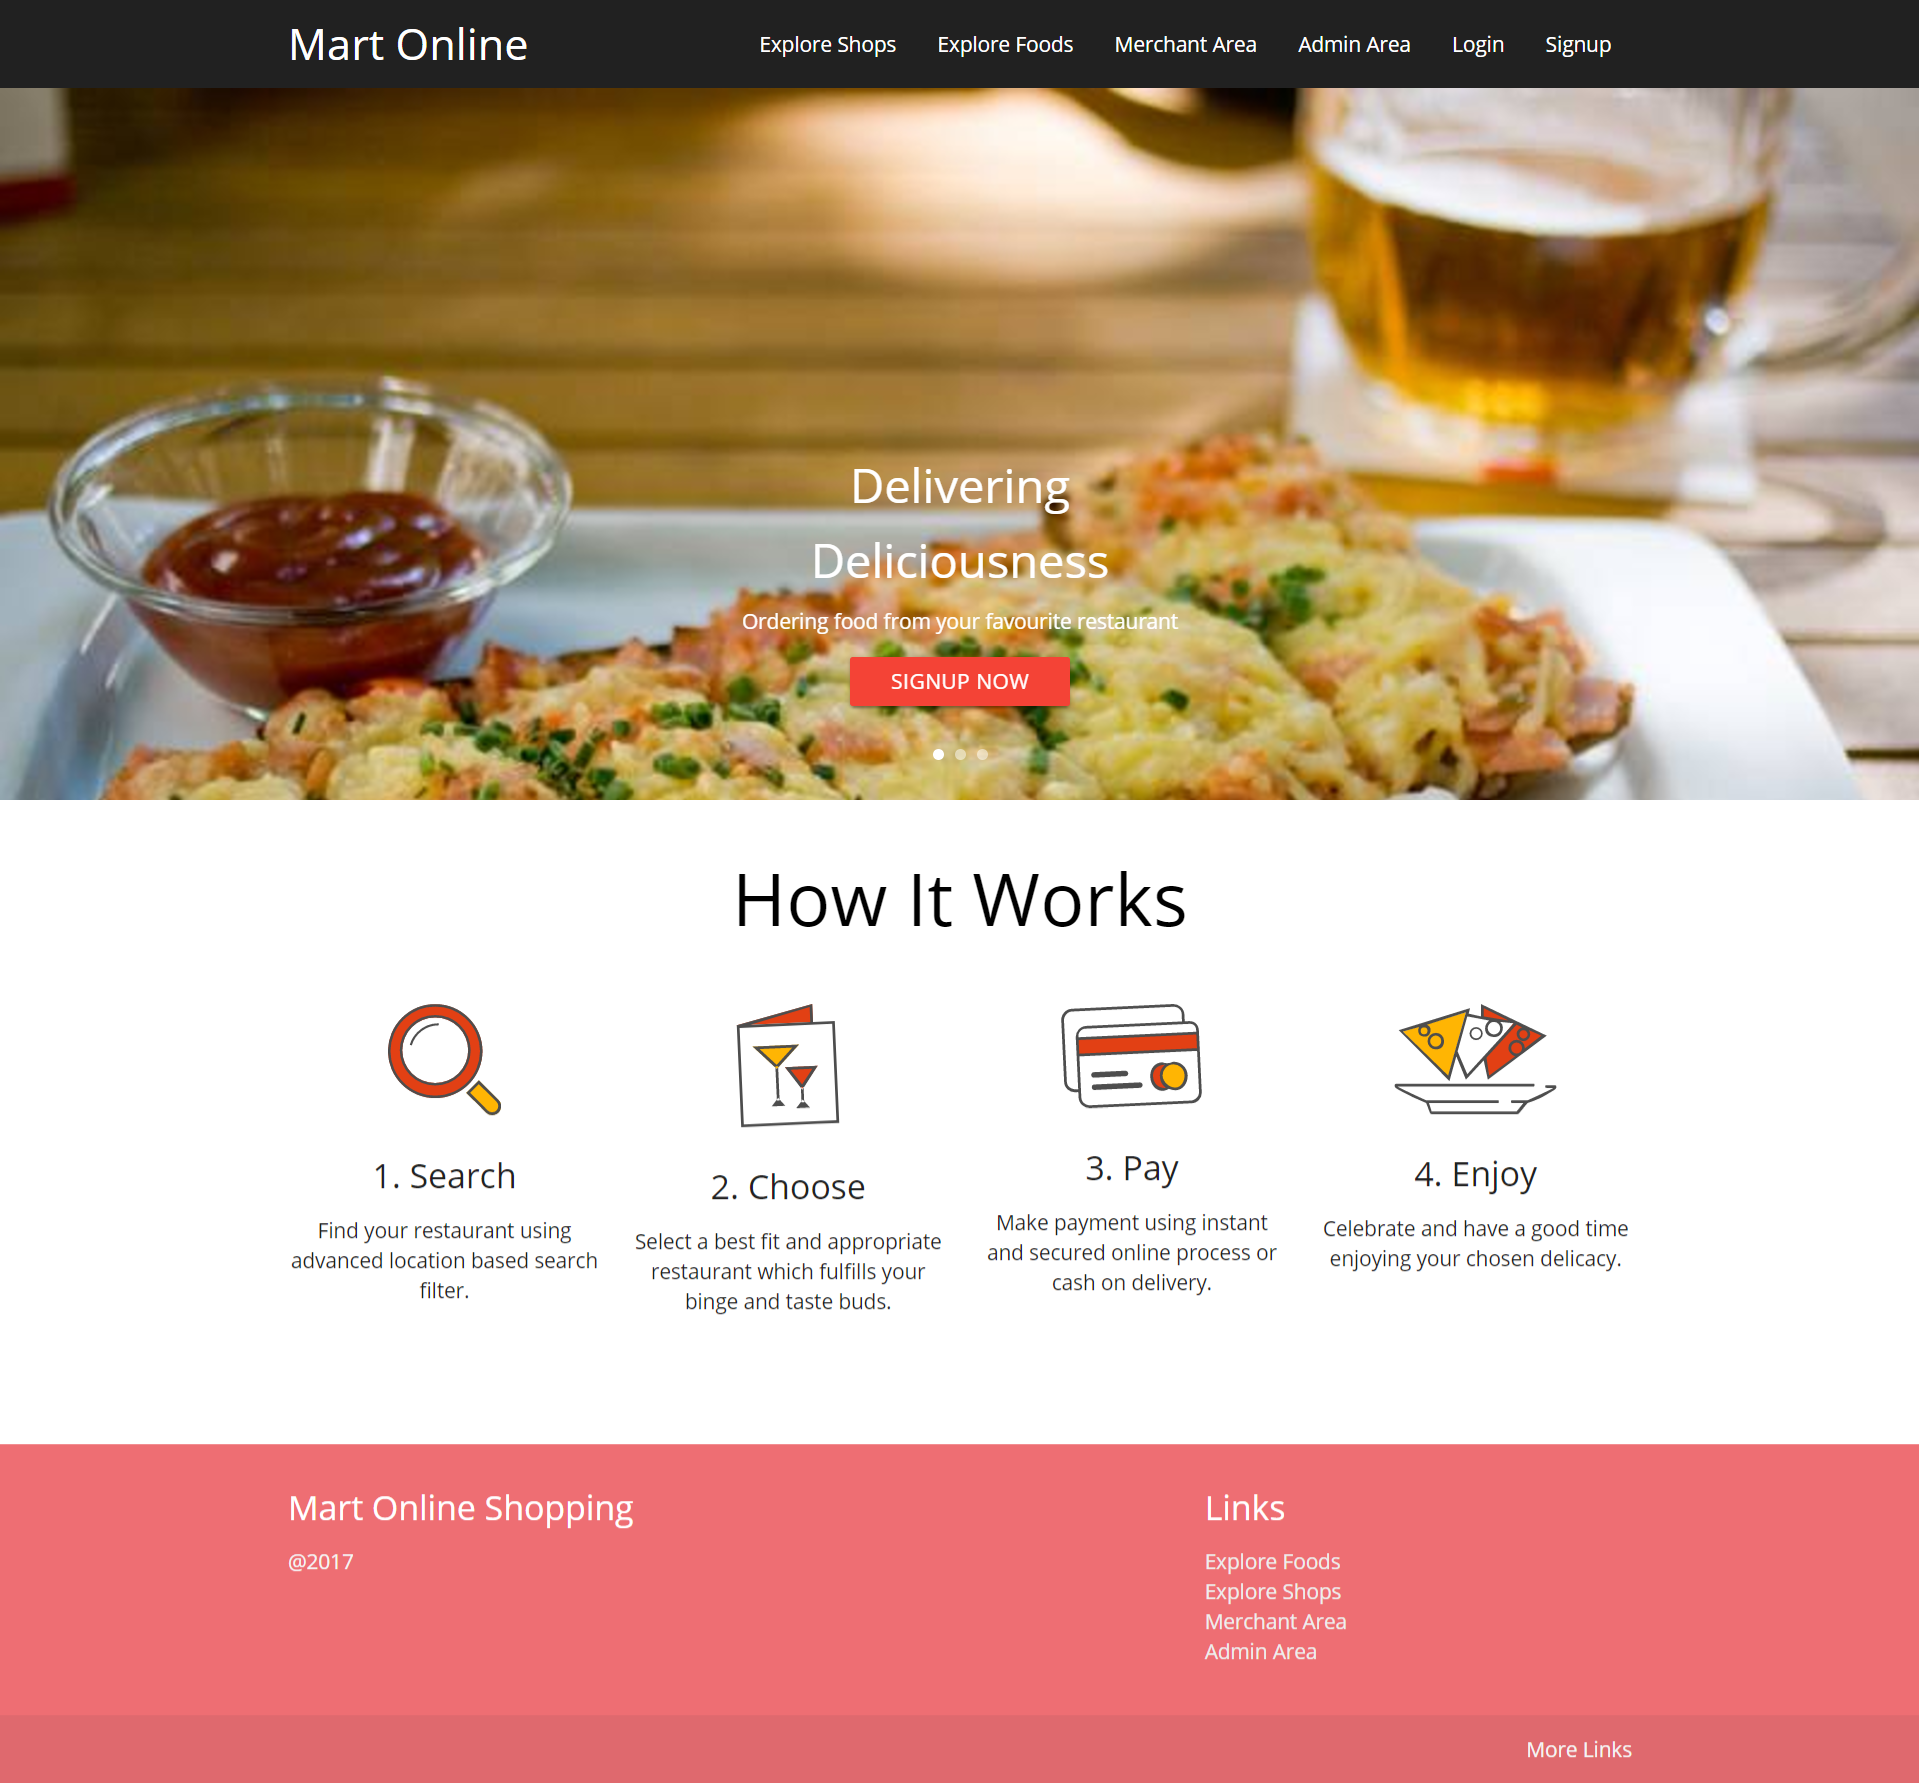 Mart Online
Explore Shops
Explore Foods
Merchant Area
Admin Area
Login
Signup
Delivering
Deliciousness
Ordering food from your favourite restaurant
SIGNUP NOW
How It Works
1. Search
Find your restaurant using
advanced location based search
filter.
2. Choose
Select a best fit and appropriate
restaurant which fulfills your
binge and taste buds.
3. Pay
Make payment using instant
and secured online process or
cash on delivery.
4. Enjoy
Celebrate and have a good time
enjoying your chosen delicacy.
Mart Online Shopping
@2017
Links
Explore Foods
Explore Shops
Merchant Area
Admin Area
More Links